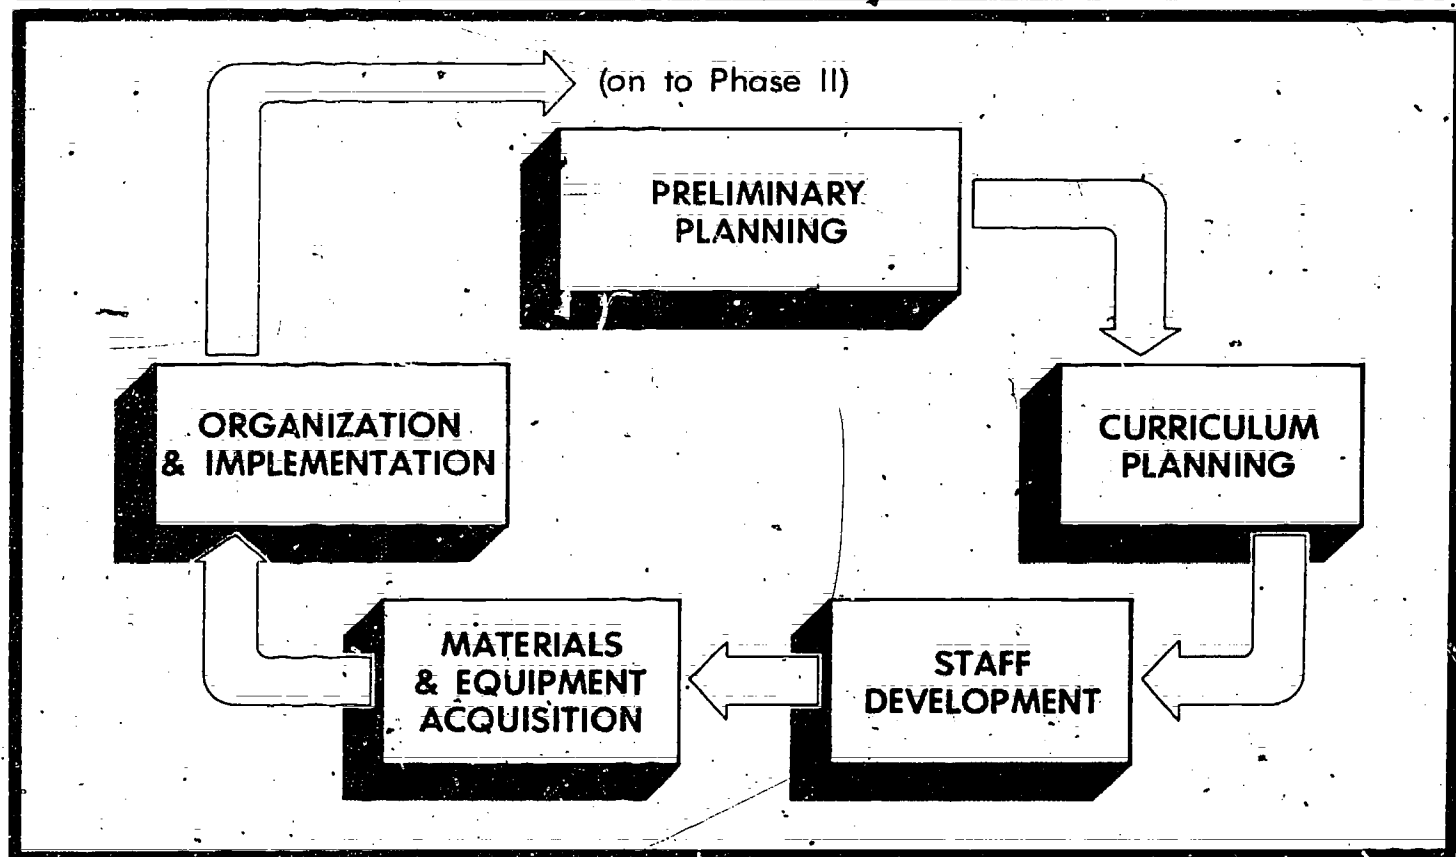 (on to Phase II)
PRELIMINARY
PLANNING
CURRICULUM
PLANNING
STAFF
DEVELOPMENT
MATERIALS
& EQUIPMENT
ACQUISITION
ORGANIZATION
& IMPLEMENTATION